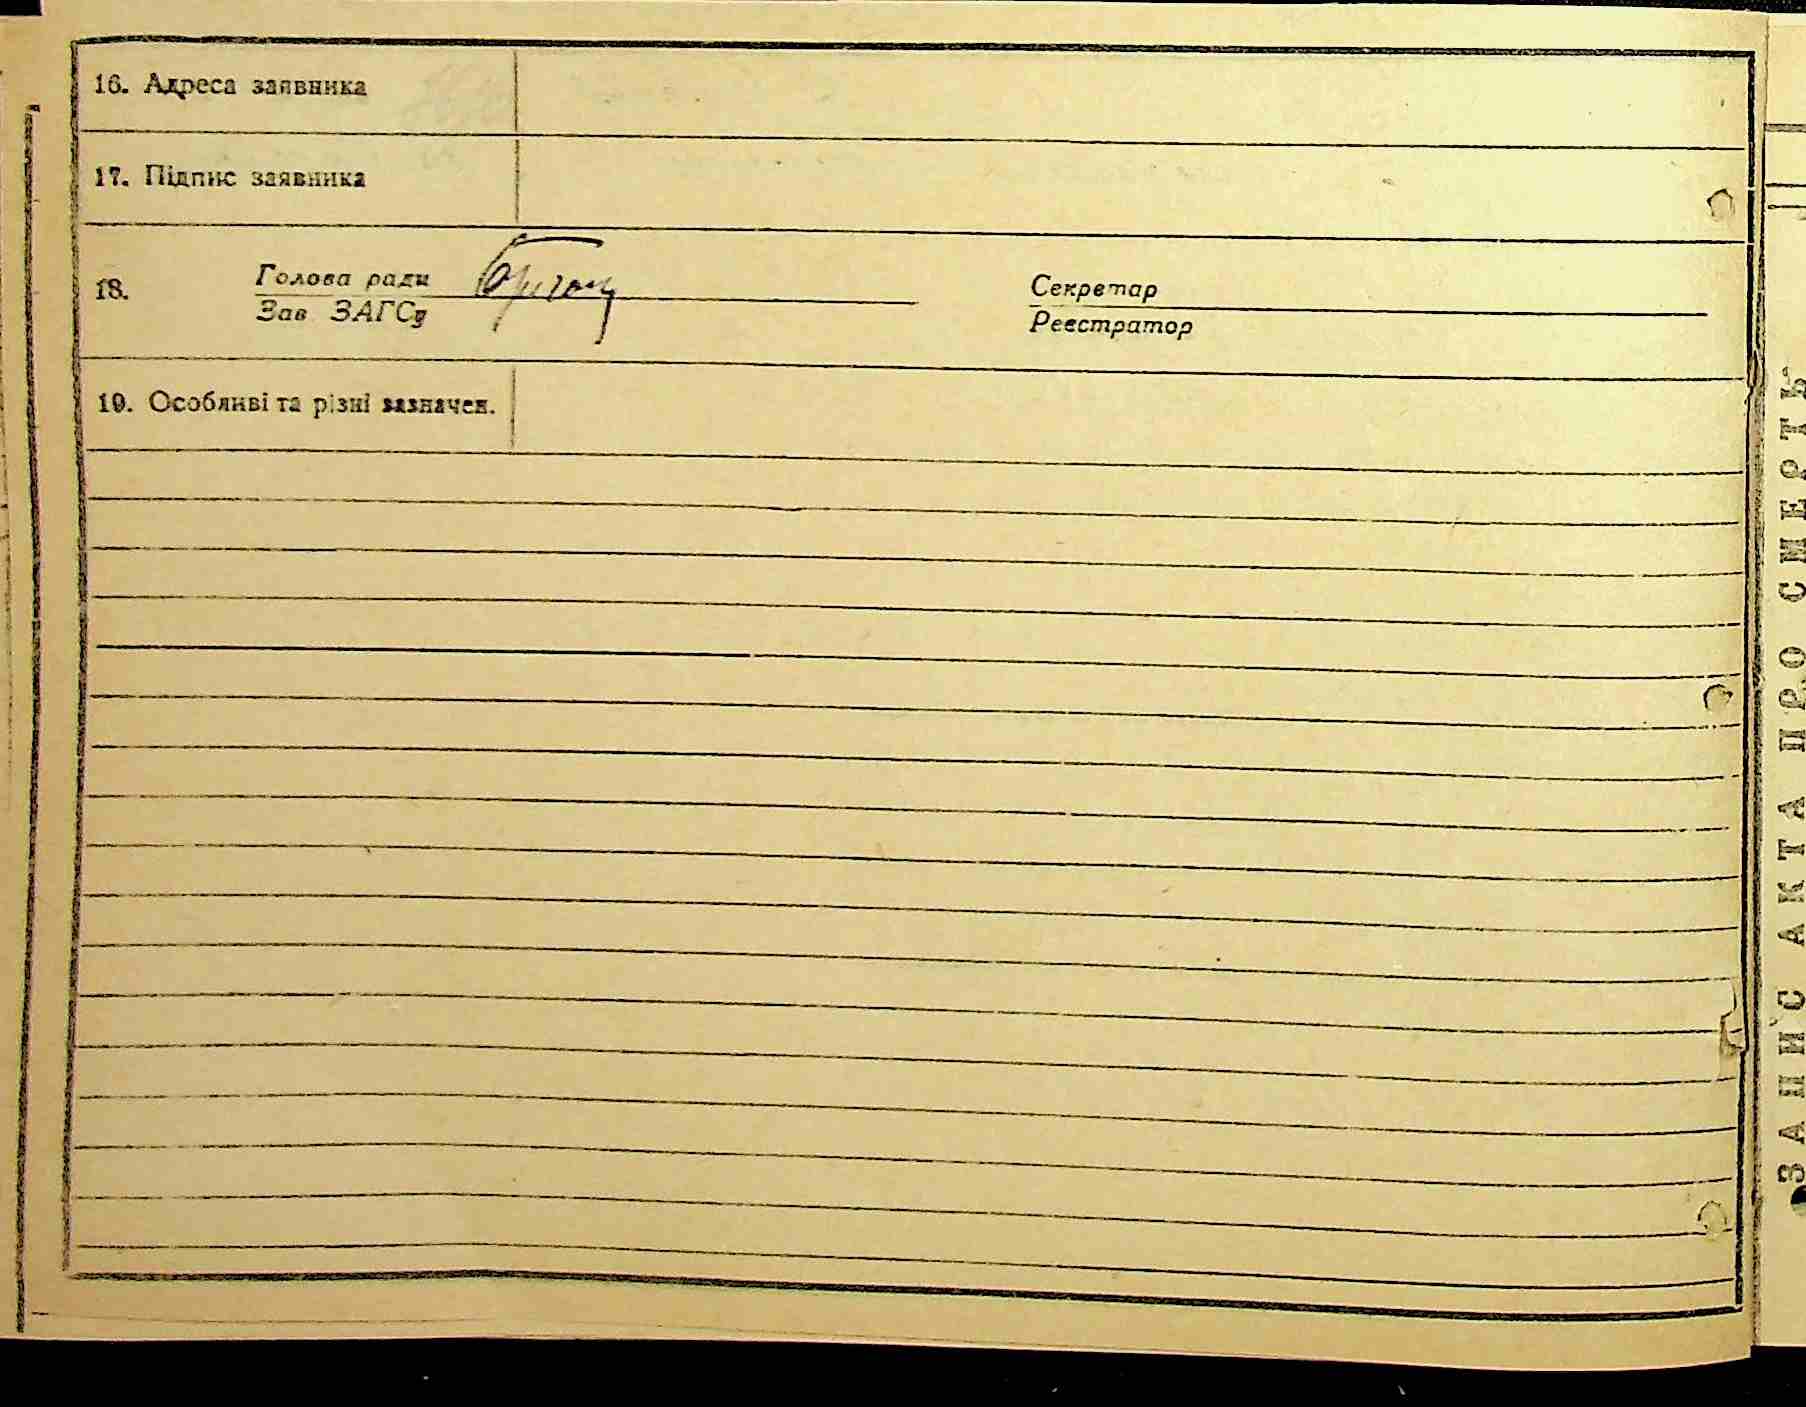 16. Адреса заявника
17. Підпис заявника
18. Голова ради
Зав ЗАГСу
Секретар
Реєстратор
19. Особливі та різні зазначен.
ЗАПИС АКТА ПРО СМЕРТЬ